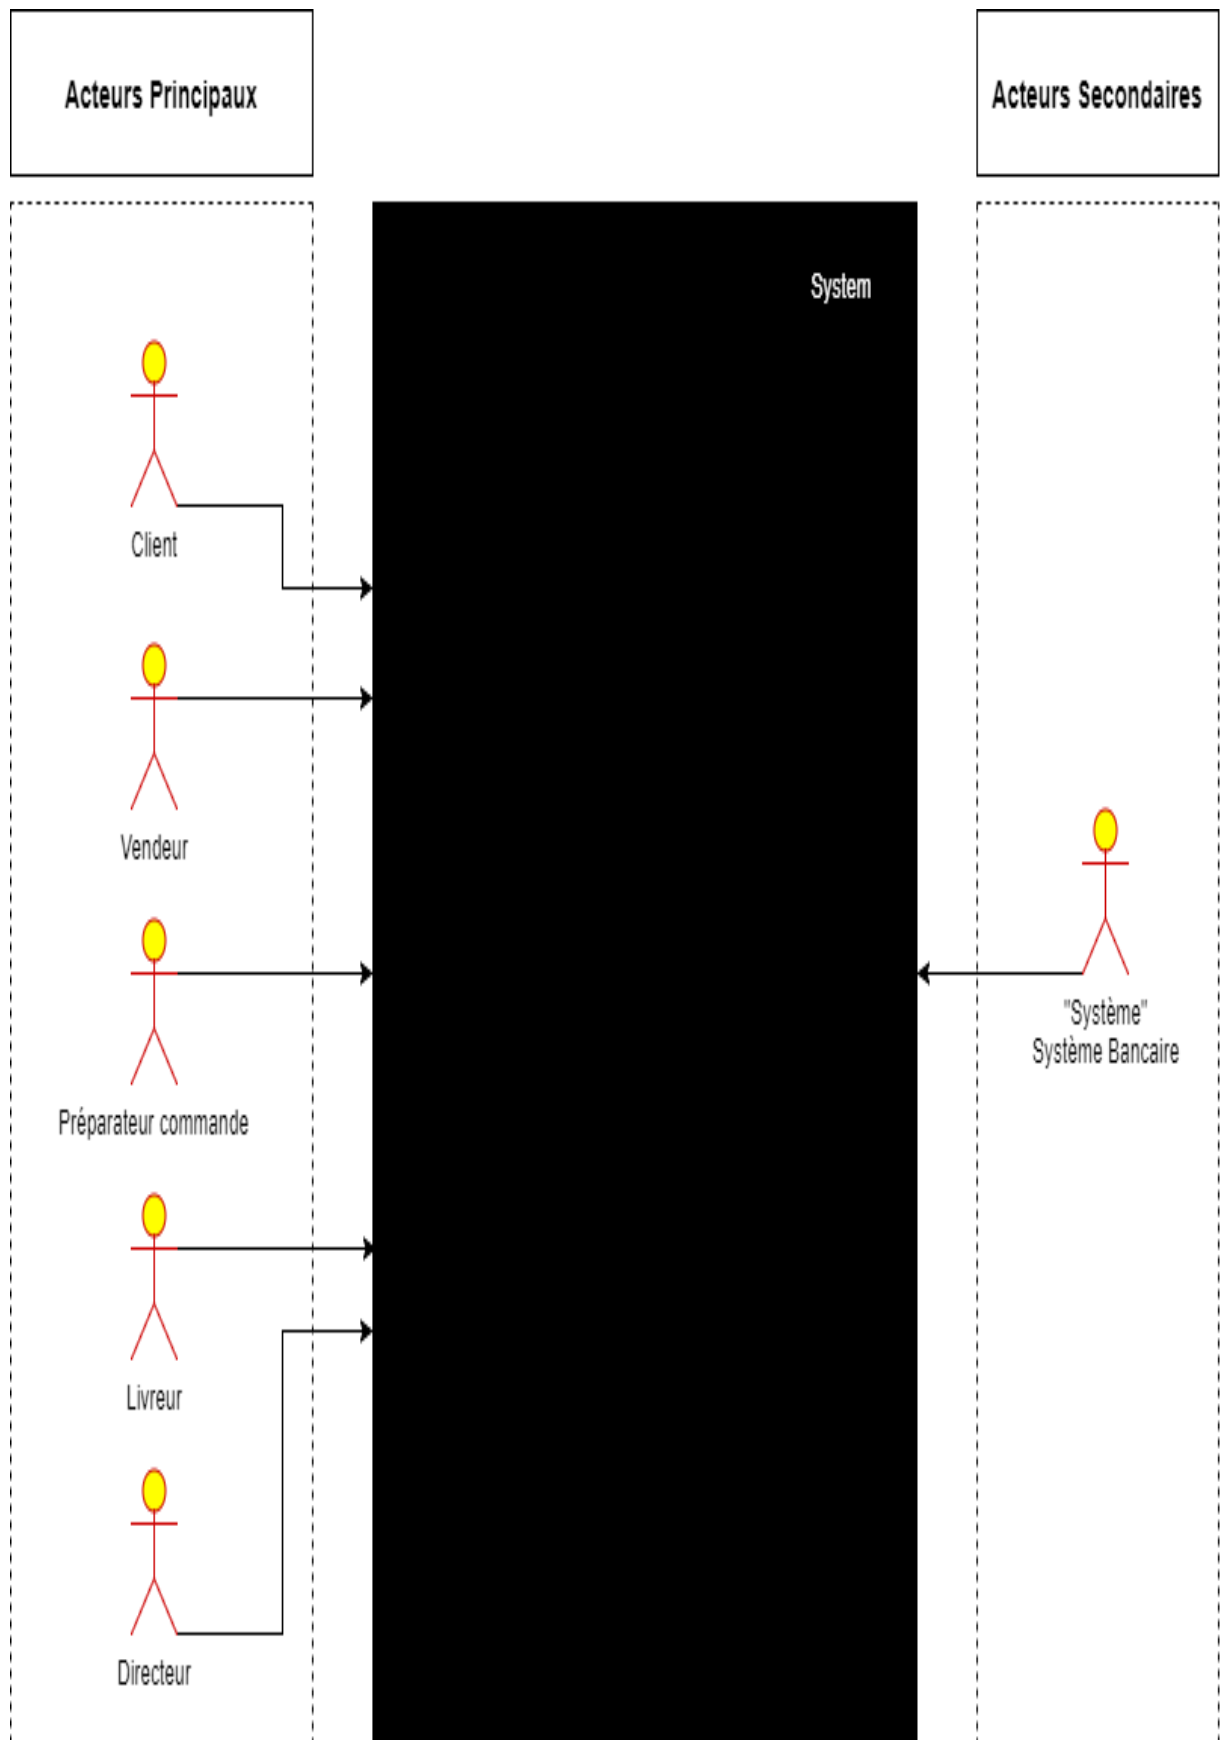 Acteurs Principaux
Acteurs Secondaires
System
Client
Vendeur
Préparateur commande
Livreur
Directeur
"Système"
Système Bancaire